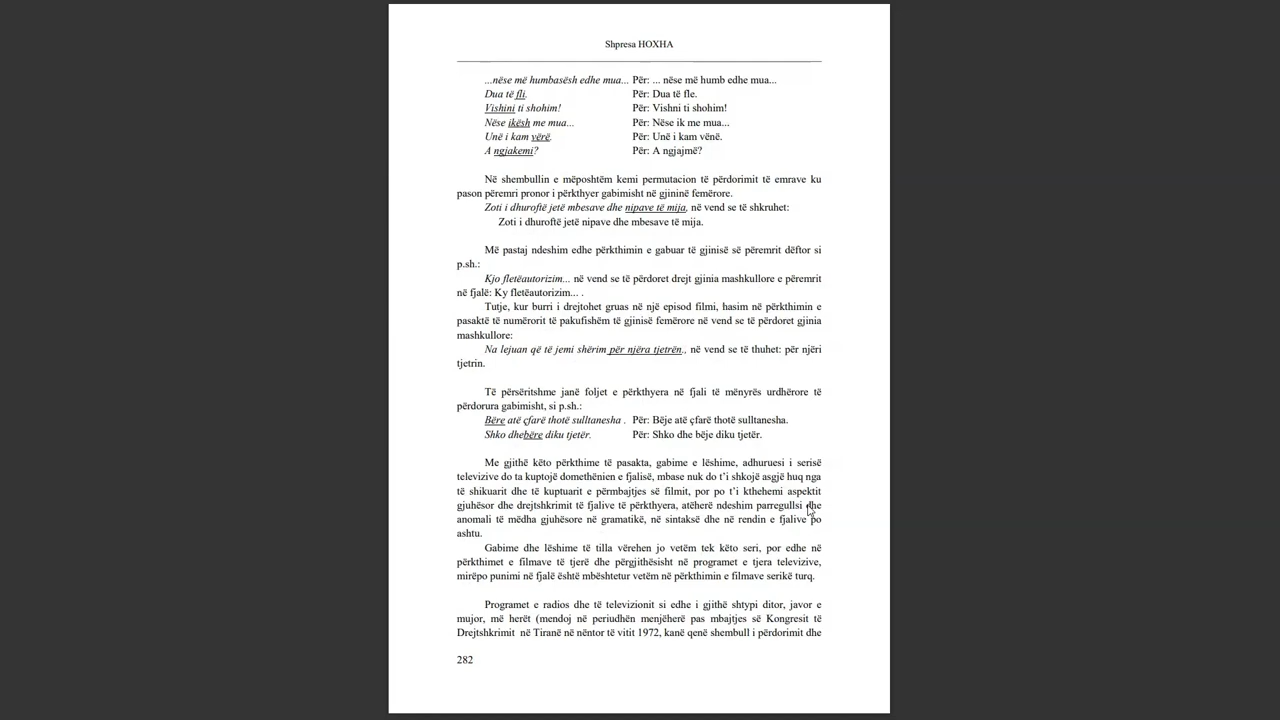 Shpresa HOXHA
...nëse më humbasësh edhe mua... Për: ... nëse më humb edhe mua...
Dua të fli. Për: Dua të fle.
Vishini ti shohim! Për: Vishni ti shohim!
Nëse ikësh me mua... Për: Nëse ik me mua...
Unë i kam vërë. Për: Unë i kam vënë.
A ngjakemi? Për: A ngjajmë?
Në shembullin e mëposhtëm kemi permutacion të përdorimit të emrave ku
pason përemri pronor i përkthyer gabimisht në gjininë femërore.
Zoti i dhuroftë jetë mbesave dhe nipave të mija, në vend se të shkruhet:
Zoti i dhuroftë jetë nipave dhe mbesave të mija.
Më pastaj ndeshim edhe përkthimin e gabuar të gjinisë së përemrit dëftor si
p.sh.:
Kjo fletëautorizim... në vend se të përdoret drejt gjinia mashkullore e përemrit
në fjalë: Ky fletëautorizim... .
Tutje, kur burri i drejtohet gruas në një episod filmi, hasim në përkthimin e
pasaktë të numërorit të pakufishëm të gjinisë femërore në vend se të përdoret gjinia
mashkullore:
Na lejuan që të jemi shërim për njëra tjetrën., në vend se të thuhet: për njëri
tjetrin.
Të përsëritshme janë foljet e përkthyera në fjali të mënyrës urdhërore të
përdorura gabimisht, si p.sh.:
Bëre atë çfarë thotë sulltanesha . Për: Bëje atë çfarë thotë sulltanesha.
Shko dhebëre diku tjetër. Për: Shko dhe bëje diku tjetër.
Me gjithë këto përkthime të pasakta, gabime e lëshime, adhuruesi i serisë
televizive do ta kuptojë domethënien e fjalisë, mbase nuk do t’i shkojë asgjë huq nga
të shikuarit dhe të kuptuarit e përmbajtjes së filmit, por po t’i kthehemi aspektit
gjuhësor dhe drejtshkrimit të fjalive të përkthyera, atëherë ndeshim parregullsi dhe
anomali të mëdha gjuhësore në gramatikë, në sintaksë dhe në rendin e fjalive po
ashtu.
Gabime dhe lëshime të tilla vërehen jo vetëm tek këto seri, por edhe në
përkthimet e filmave të tjerë dhe përgjithësisht në programet e tjera televizive,
mirëpo punimi në fjalë është mbështetur vetëm në përkthimin e filmave serikë turq.
Programet e radios dhe të televizionit si edhe i gjithë shtypi ditor, javor e
mujor, më herët (mendoj në periudhën menjëherë pas mbajtjes së Kongresit të
Drejtshkrimit në Tiranë në nëntor të vitit 1972, kanë qenë shembull i përdorimit dhe
282